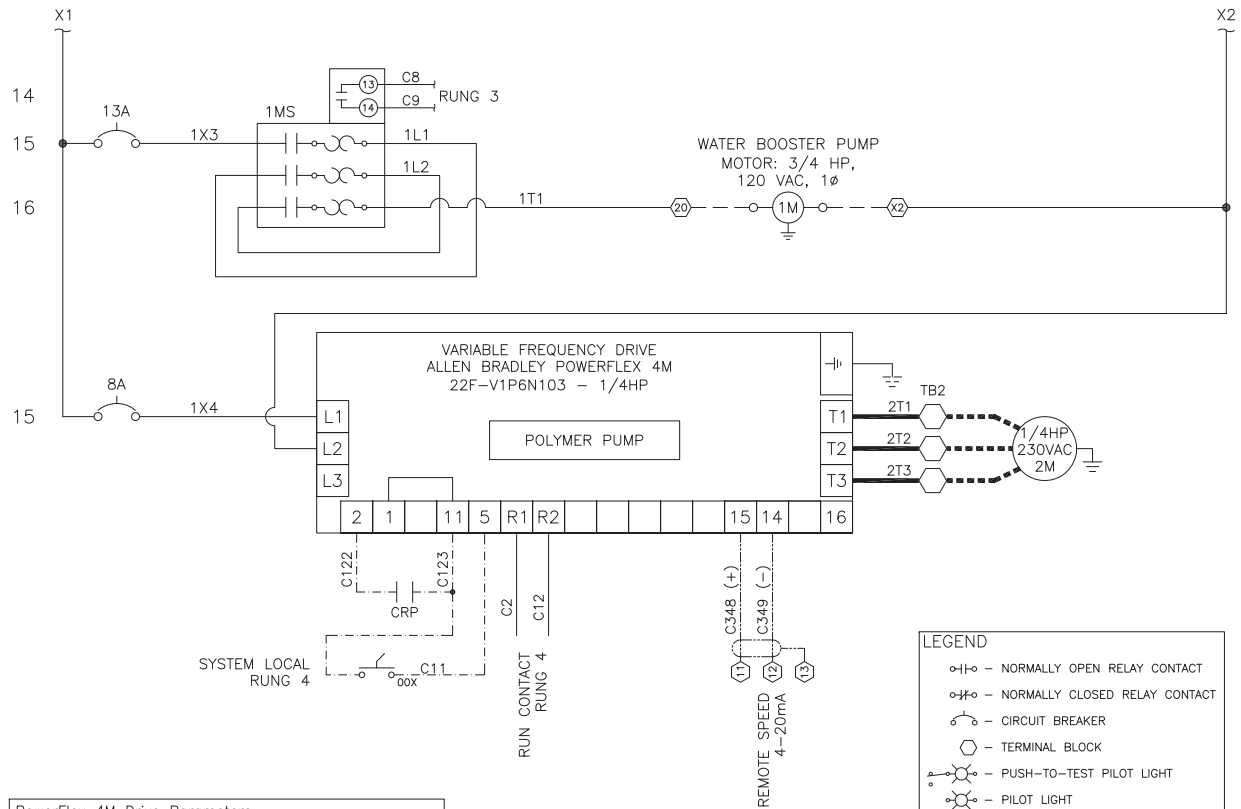 X1
X2
14
13
C8
14
C9
RUNG 3
13A
1MS
15
1X3
1L1
1L2
WATER BOOSTER PUMP
MOTOR: 3/4 HP,
120 VAC, 1ø
16
1T1
20
1M
X2
VARIABLE FREQUENCY DRIVE
ALLEN BRADLEY POWERFLEX 4M
22F-V1P6N103 - 1/4HP
8A
15
1X4
L1
L2
L3
POLYMER PUMP
T1
T2
T3
TB2
2T1
2T2
2T3
1/4HP
230VAC
2M
2 1 11 5 R1 R2 15 14 16
C122
C123
CRP
C2
C12
C348 (+)
C349 (-)
SYSTEM LOCAL
RUNG 4
C11
00X
RUN CONTACT
RUNG 4
11
12
13
REMOTE SPEED
4-20mA
LEGEND
- NORMALLY OPEN RELAY CONTACT
- NORMALLY CLOSED RELAY CONTACT
- CIRCUIT BREAKER
- TERMINAL BLOCK
- PUSH-TO-TEST PILOT LIGHT
- PILOT LIGHT